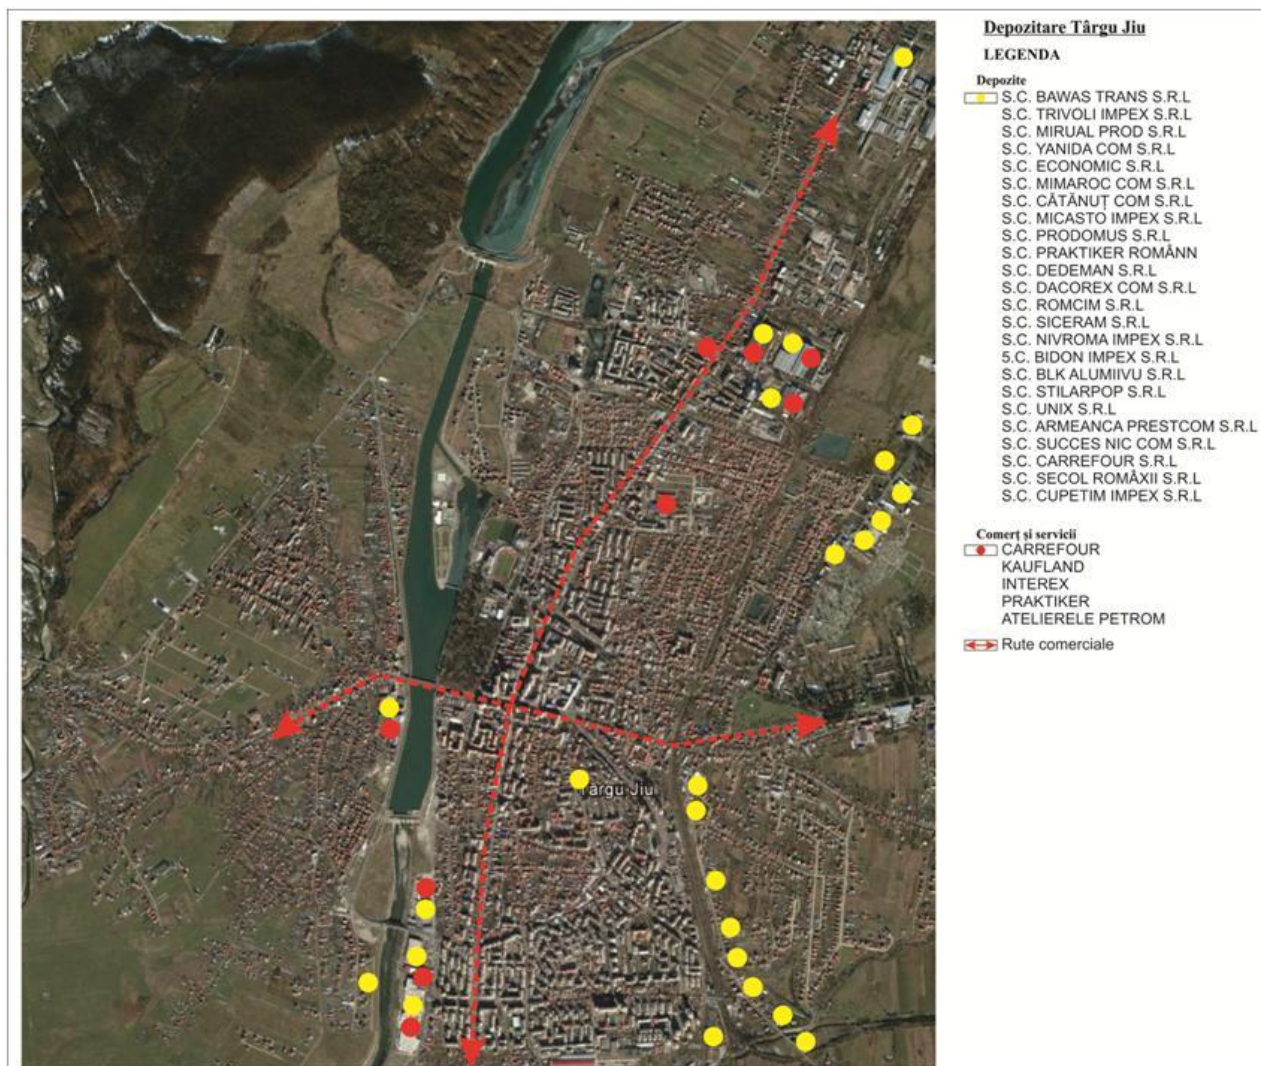 Depozitare Târgu Jiu
LEGENDA
Depozite
S.C. BAWAS TRANS S.R.L
S.C. TRIVOLI IMPEX S.R.L
S.C. MIRUAL PROD S.R.L
S.C. YANIDA COM S.R.L
S.C. ECONOMIC S.R.L
S.C. MIMAROC COM S.R.L
S.C. CĂTĂNUȚ COM S.R.L
S.C. MICASTO IMPEX S.R.L
S.C. PRODOMUS S.R.L
S.C. PRAKTIKER ROMÂNN
S.C. DEDEMAN S.R.L
S.C. DACOREX COM S.R.L
S.C. ROMCIM S.R.L
S.C. SICERAM S.R.L
S.C. NIVROMA IMPEX S.R.L
5.C. BIDON IMPEX S.R.L
S.C. BLK ALUMIIVU S.R.L
S.C. STILARPOP S.R.L
S.C. UNIX S.R.L
S.C. ARMEANCA PRESTCOM S.R.L
S.C. SUCCES NIC COM S.R.L
S.C. CARREFOUR S.R.L
S.C. SECOL ROMÂXII S.R.L
S.C. CUPETIM IMPEX S.R.L
Comerț și servicii
CARREFOUR
KAUFLAND
INTEREX
PRAKTIKER
ATELIERELE PETROM
Rute comerciale
Târgu Jiu